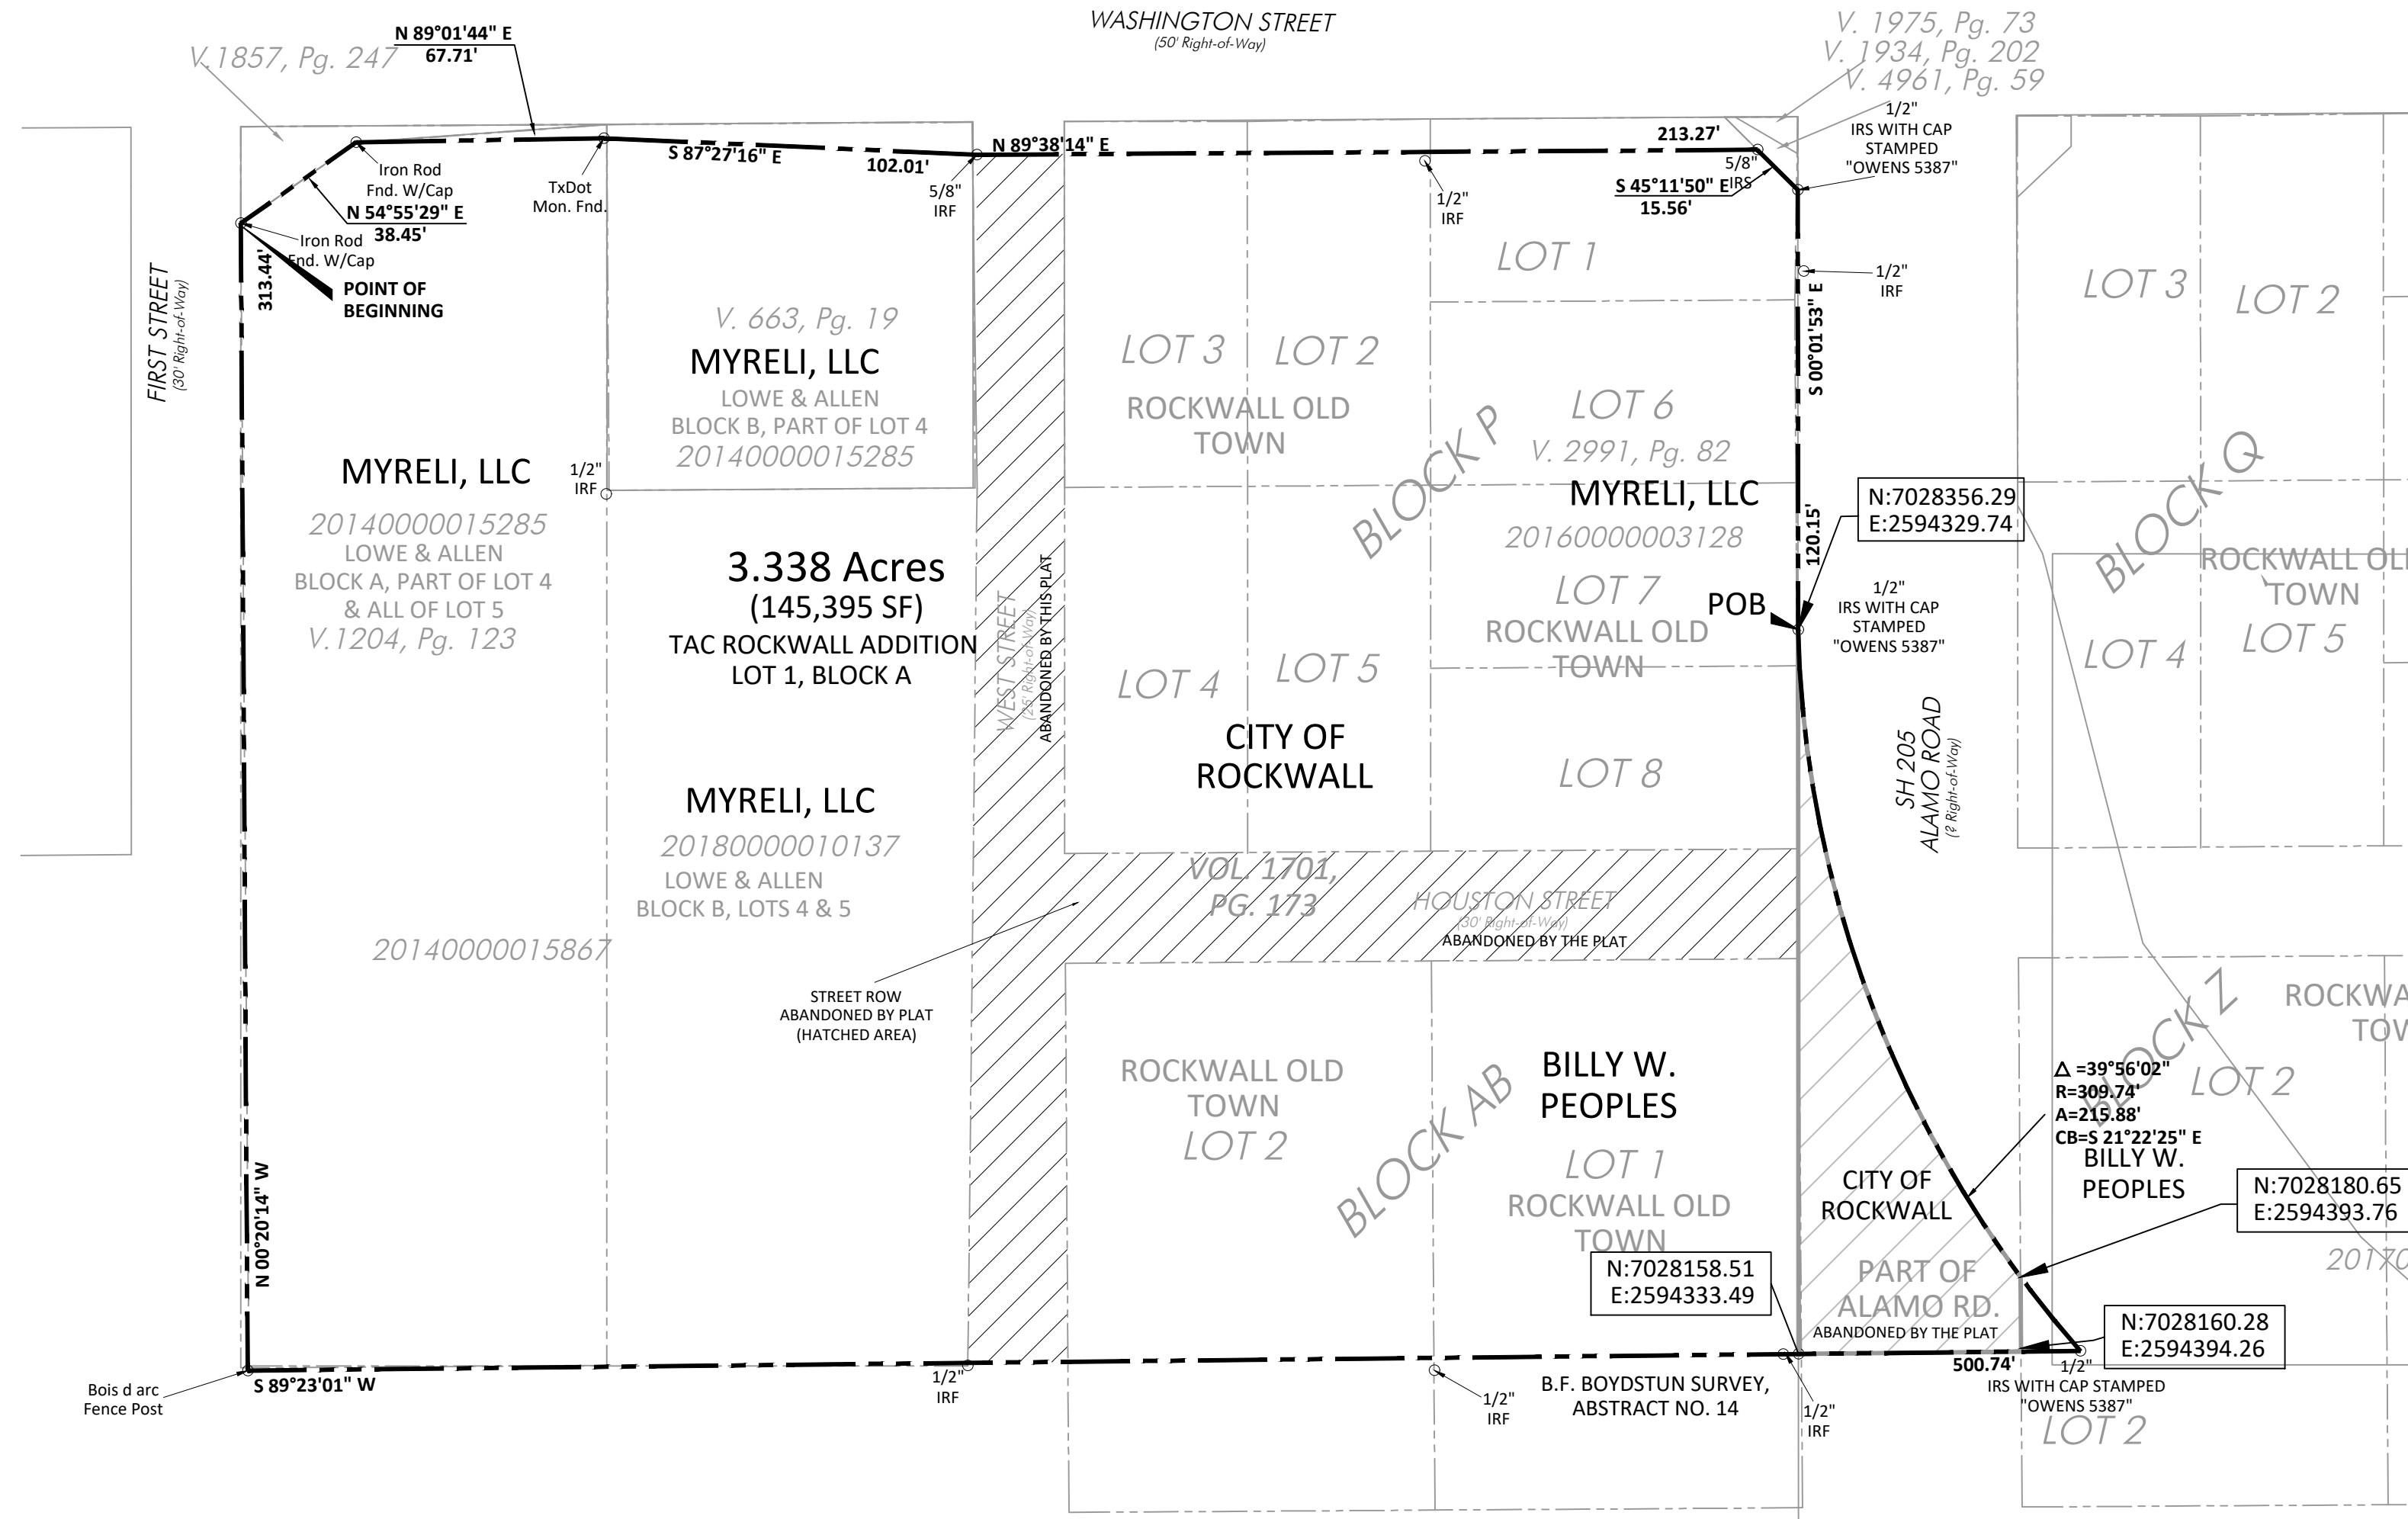 WASHINGTON STREET
(50' Right-of-Way)
V.1857, Pg. 247
N 89°01'44" E
67.71'
V. 1975, Pg. 73
V. 1934, Pg. 202
V. 4961, Pg. 59
1/2"
IRS WITH CAP
STAMPED
"OWENS 5387"
Iron Rod
Fnd. W/Cap
N 54°55'29" E
38.45'
Iron Rod
Fnd. W/Cap
POINT OF
BEGINNING
313.44'
FIRST STREET
(30' Right-of-Way)
TxDot
Mon. Fnd.
S 87°27'16" E
102.01'
5/8"
IRF
N 89°38'14" E
213.27'
1/2"
IRF
5/8"
IRS
S 45°11'50" E
15.56'
1/2"
IRF
S 00°01'53" E
120.15'
LOT 1
LOT 3
LOT 2
ROCKWALL OLD
TOWN
BLOCK P
LOT 6
V. 2991, Pg. 82
MYRELI, LLC
20160000003128
LOT 7
ROCKWALL OLD
TOWN
LOT 4
LOT 5
CITY OF
ROCKWALL
LOT 8
V. 663, Pg. 19
MYRELI, LLC
LOWE & ALLEN
BLOCK B, PART OF LOT 4
20140000015285
1/2"
IRF
MYRELI, LLC
20140000015285
LOWE & ALLEN
BLOCK A, PART OF LOT 4
& ALL OF LOT 5
V.1204, Pg. 123
3.338 Acres
(145,395 SF)
TAC ROCKWALL ADDITION
LOT 1, BLOCK A
WEST STREET
(25' Right-of-Way)
ABANDONED BY THIS PLAT
MYRELI, LLC
20180000010137
LOWE & ALLEN
BLOCK B, LOTS 4 & 5
20140000015867
STREET ROW
ABANDONED BY PLAT
(HATCHED AREA)
VOL. 1701,
PG. 173
HOUSTON STREET
(30' Right-of-Way)
ABANDONED BY THE PLAT
N:7028356.29
E:2594329.74
POB
1/2"
IRS WITH CAP
STAMPED
"OWENS 5387"
SH 205
ALAMO ROAD
(? Right-of-Way)
LOT 3
LOT 2
BLOCK Q
ROCKWALL OLD
TOWN
LOT 4
LOT 5
ROCKWA
TOW
BLOCK Z
LOT 2
Δ =39°56'02"
R=309.74'
A=215.88'
CB=S 21°22'25" E
BILLY W.
PEOPLES
N:7028180.65
E:2594393.76
20170
ROCKWALL OLD
TOWN
LOT 2
BLOCK AB
BILLY W.
PEOPLES
LOT 1
ROCKWALL OLD
TOWN
CITY OF
ROCKWALL
N:7028158.51
E:2594333.49
PART OF
ALAMO RD.
ABANDONED BY THE PLAT
N:7028160.28
E:2594394.26
N 00°20'14" W
S 89°23'01" W
Bois d arc
Fence Post
1/2"
IRF
1/2"
IRF
B.F. BOYDSTUN SURVEY,
ABSTRACT NO. 14
1/2"
IRF
500.74'
1/2"
IRS WITH CAP STAMPED
"OWENS 5387"
LOT 2